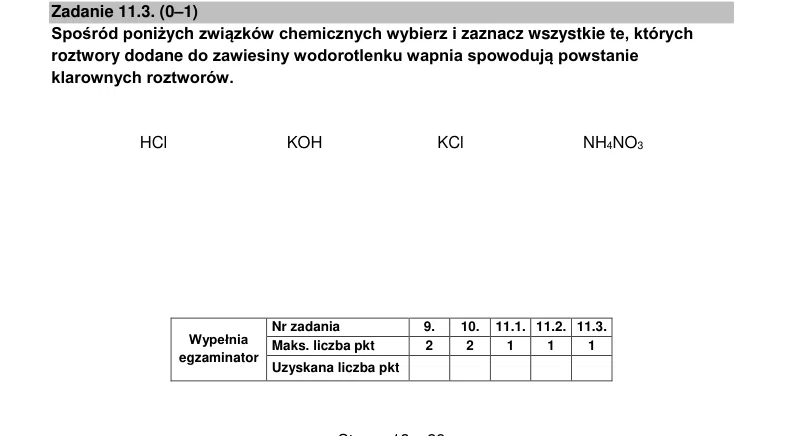 Zadanie 11.3. (0–1)
Spośród poniżych związków chemicznych wybierz i zaznacz wszystkie te, których
roztwory dodane do zawiesiny wodorotlenku wapnia spowodują powstanie
klarownych roztworów.
HCl KOH KCl NH₄NO₃
Wypełnia egzaminator
Nr zadania 9. 10. 11.1. 11.2. 11.3.
Maks. liczba pkt 2 2 1 1 1
Uzyskana liczba pkt